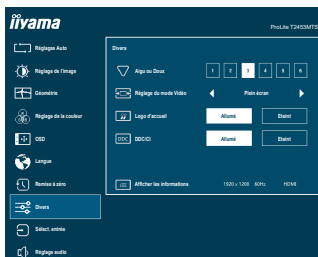 iiyama
ProLite T2453MTS
Réglages Auto
Réglage de l'image
Géométrie
Réglage de la couleur
OSD
Langue
Remise à zéro
Divers
Sélect. entrée
Réglage audio
Divers
Aigu ou Doux 1 2 3 4 5 6
Réglage du mode Vidéo Plein écran
Logo d'accueil Allumé Eteint
DDC DDC/CI Allumé Eteint
Afficher les informations 1920 x 1200 60Hz HDMI